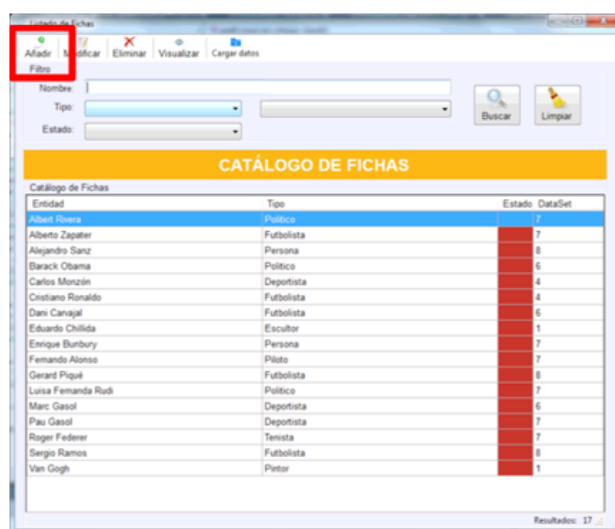 Listado de Fichas
Añadir Modificar Eliminar Visualizar Cargar datos
Filtro
Nombre:
Tipo:
Estado:
Buscar Limpiar
CATÁLOGO DE FICHAS
Catálogo de Fichas
Entidad Tipo Estado DataSet
Albert Rivera Político 7
Alberto Zapater Futbolista 7
Alejandro Sanz Persona 8
Barack Obama Político 6
Carlos Monzón Deportista 4
Cristiano Ronaldo Futbolista 4
Dani Carvajal Futbolista 6
Eduardo Chillida Escultor 1
Enrique Bunbury Persona 7
Fernando Alonso Piloto 7
Gerard Piqué Futbolista 8
Luisa Fernanda Rudi Político 7
Marc Gasol Deportista 6
Pau Gasol Deportista 7
Roger Federer Tenista 7
Sergio Ramos Futbolista 8
Van Gogh Pintor 1
Resultados: 17